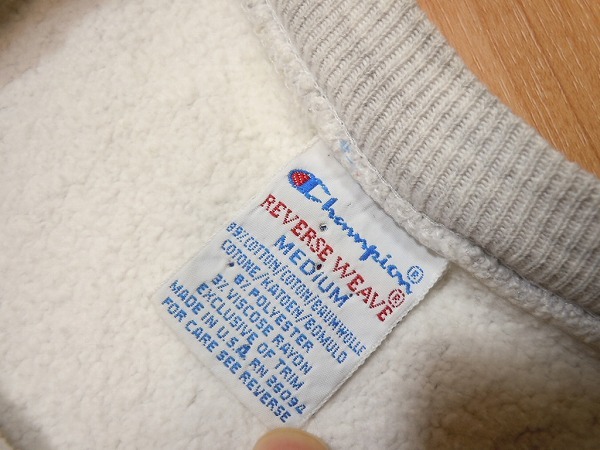 Champion®
REVERSE WEAVE®
MEDIUM
89%COTTON/COTON/BAUMWOLLE
COTONE/KATOEN/BOMULD
8% POLYESTER
3% VISCOSE RAYON
EXCLUSIVE OF TRIM
MADE IN U.S.A. RN 26094
FOR CARE SEE REVERSE